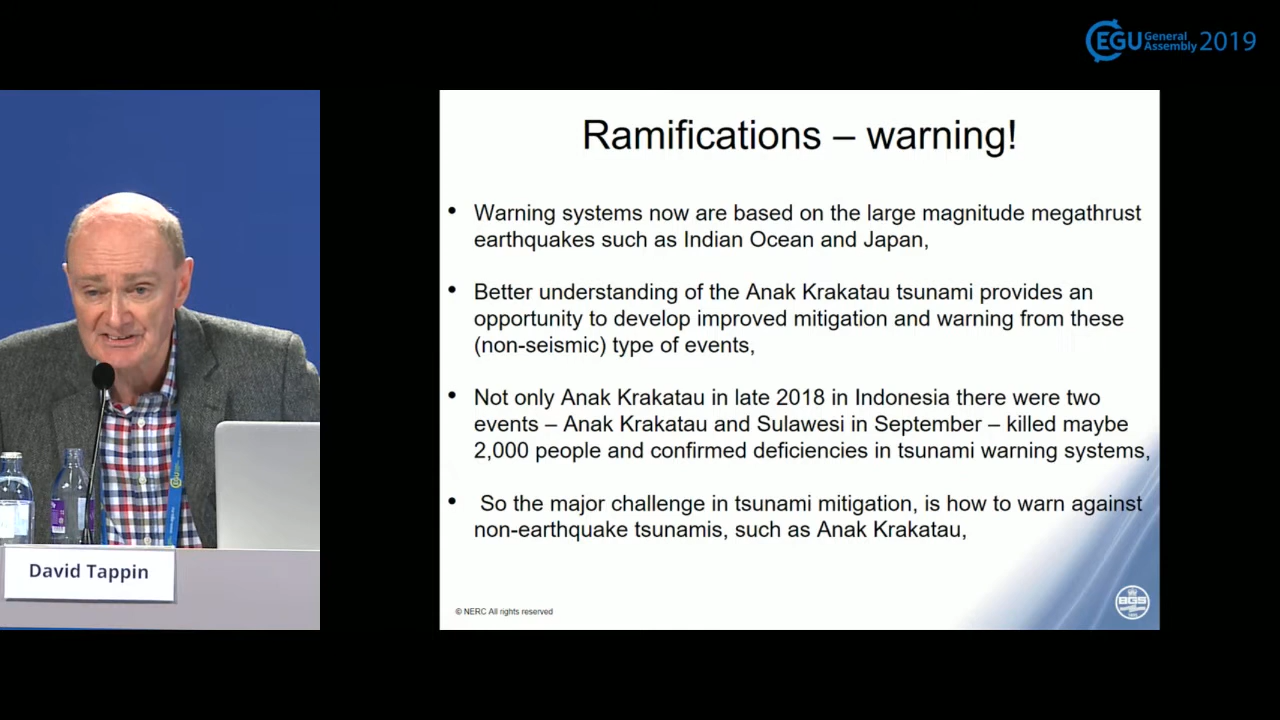 EGU General Assembly 2019
Ramifications – warning!
• Warning systems now are based on the large magnitude megathrust
earthquakes such as Indian Ocean and Japan,
• Better understanding of the Anak Krakatau tsunami provides an
opportunity to develop improved mitigation and warning from these
(non-seismic) type of events,
• Not only Anak Krakatau in late 2018 in Indonesia there were two
events – Anak Krakatau and Sulawesi in September – killed maybe
2,000 people and confirmed deficiencies in tsunami warning systems,
• So the major challenge in tsunami mitigation, is how to warn against
non-earthquake tsunamis, such as Anak Krakatau,
© NERC All rights reserved
BGS
David Tappin
EGU